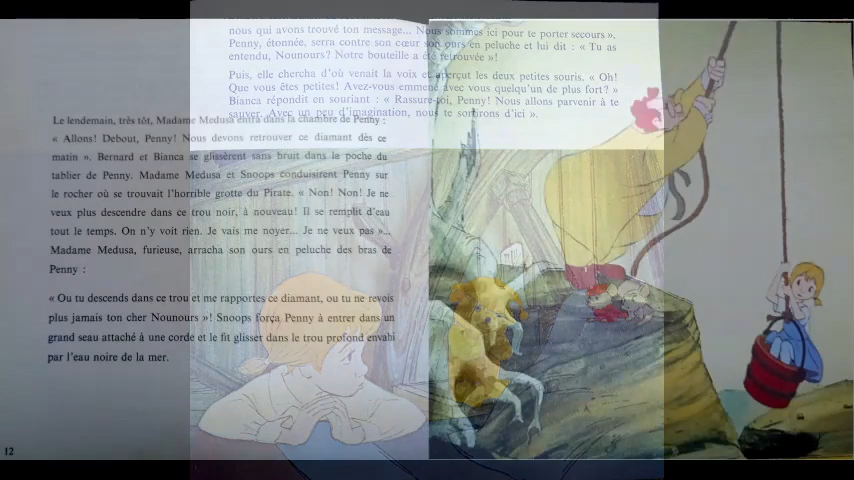 nous qui avons trouvé ton message... Nous sommes ici pour te porter secours ».
Penny, étonnée, serra contre son cœur son ours en peluche et lui dit : « Tu as
entendu, Nounours? Notre bouteille a été retrouvée »!
Puis, elle chercha d'où venait la voix et aperçut les deux petites souris. « Oh!
Que vous êtes petites! Avez-vous emmené avec vous quelqu'un de plus fort? »
Bianca répondit en souriant : « Rassure-toi, Penny! Nous allons parvenir à te
sauver. Avec un peu d'imagination, nous te sortirons d'ici ».
Le lendemain, très tôt, Madame Medusa entra dans la chambre de Penny :
« Allons! Debout, Penny! Nous devons retrouver ce diamant dès ce
matin ». Bernard et Bianca se glissèrent sans bruit dans la poche du
tablier de Penny. Madame Medusa et Snoops conduisirent Penny sur
le rocher où se trouvait l'horrible grotte du Pirate. « Non! Non! Je ne
veux plus descendre dans ce trou noir, à nouveau! Il se remplit d'eau
tout le temps. On n'y voit rien. Je vais me noyer... Je ne veux pas »...
Madame Medusa, furieuse, arracha son ours en peluche des bras de
Penny :
« Ou tu descends dans ce trou et me rapportes ce diamant, ou tu ne revois
plus jamais ton cher Nounours »! Snoops força Penny à entrer dans un
grand seau attaché à une corde et le fit glisser dans le trou profond envahi
par l'eau noire de la mer.
12